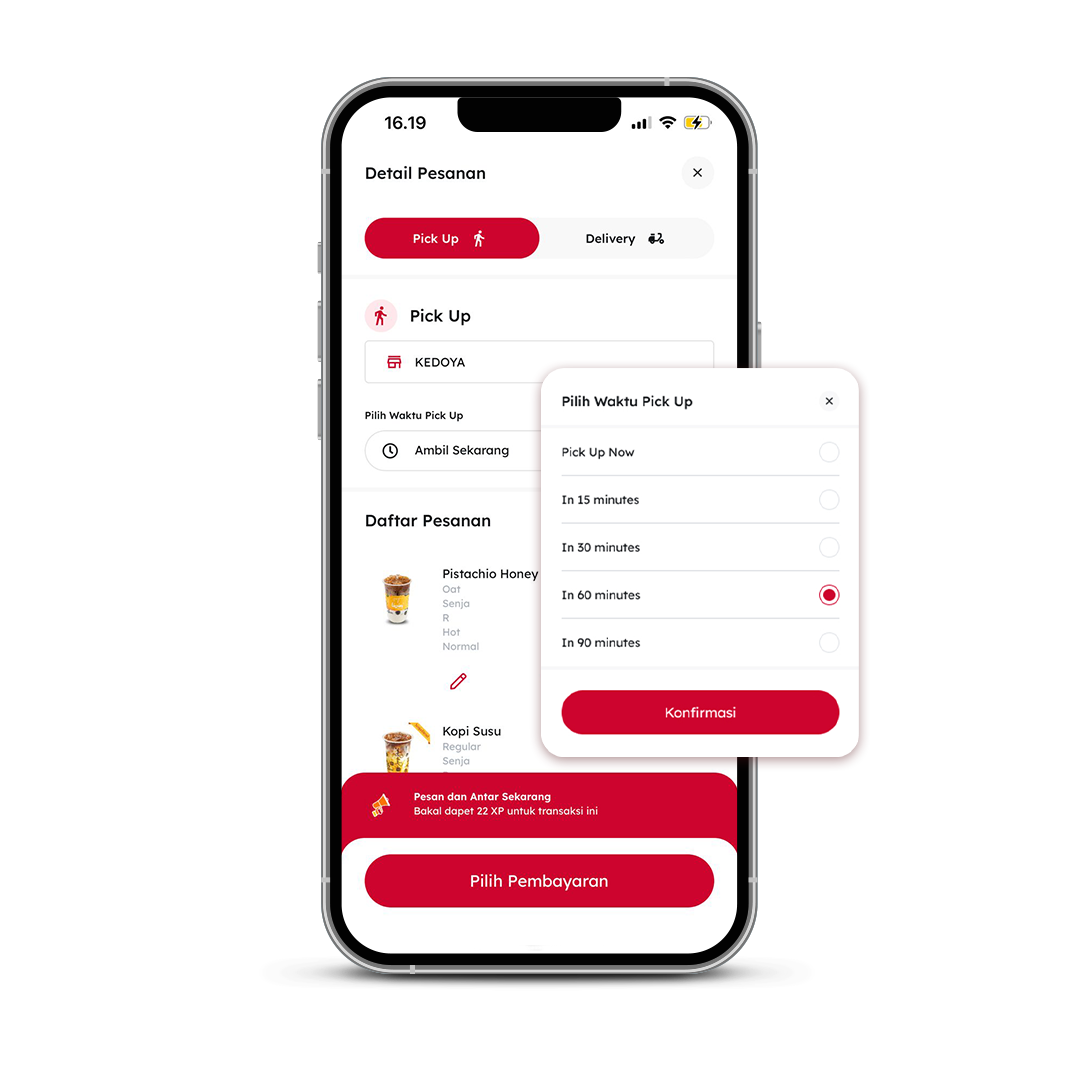 16.19
Detail Pesanan
Pick Up
Delivery
Pick Up
KEDOYA
Pilih Waktu Pick Up
Ambil Sekarang
Daftar Pesanan
Pistachio Honey
Oat
Senja
R
Hot
Normal
Kopi Susu
Regular
Senja
Pesan dan Antar Sekarang
Bakal dapet 22 XP untuk transaksi ini
Pilih Pembayaran
Pilih Waktu Pick Up
Pick Up Now
In 15 minutes
In 30 minutes
In 60 minutes
In 90 minutes
Konfirmasi